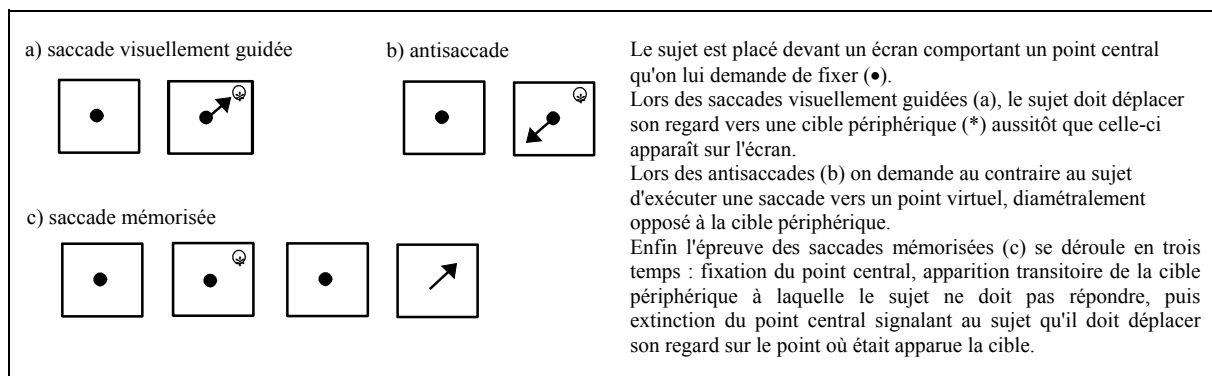 a) saccade visuellement guidée
b) antisaccade
c) saccade mémorisée
Le sujet est placé devant un écran comportant un point central
qu'on lui demande de fixer (●).
Lors des saccades visuellement guidées (a), le sujet doit déplacer
son regard vers une cible périphérique (*) aussitôt que celle-ci
apparaît sur l'écran.
Lors des antisaccades (b) on demande au contraire au sujet
d'exécuter une saccade vers un point virtuel, diamétralement
opposé à la cible périphérique.
Enfin l'épreuve des saccades mémorisées (c) se déroule en trois
temps : fixation du point central, apparition transitoire de la cible
périphérique à laquelle le sujet ne doit pas répondre, puis
extinction du point central signalant au sujet qu'il doit déplacer
son regard sur le point où était apparue la cible.